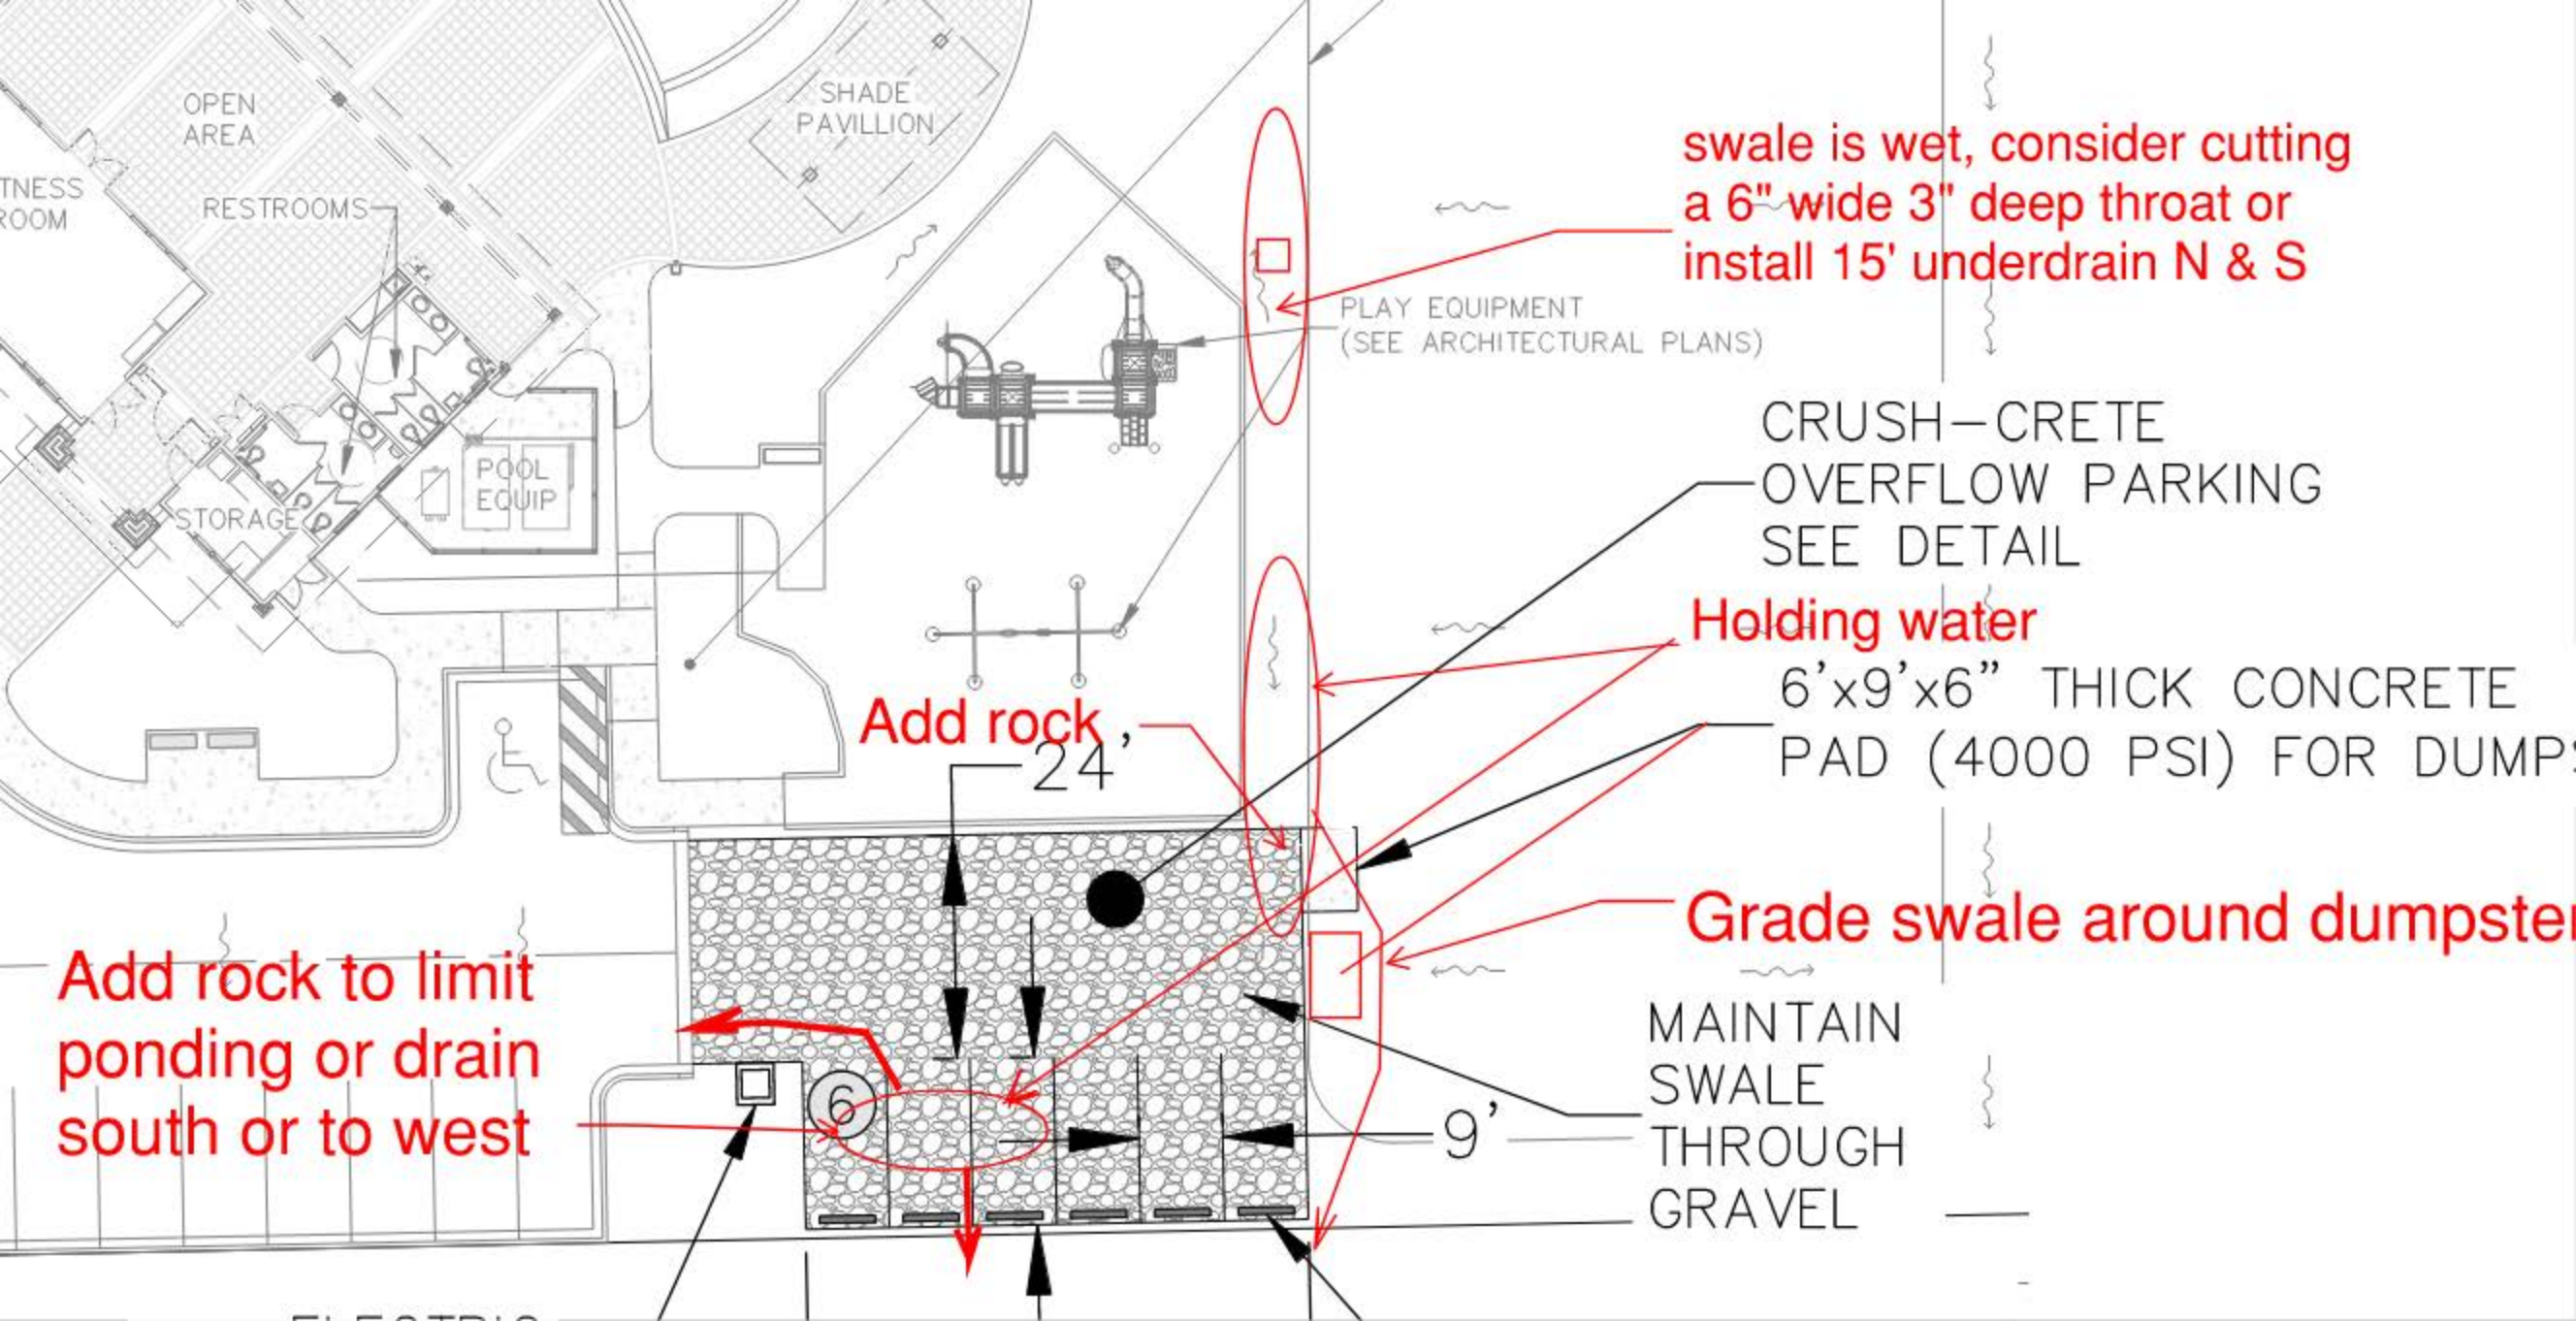 OPEN
AREA
SHADE
PAVILLION
TNESS
ROOM
RESTROOMS
swale is wet, consider cutting
a 6" wide 3" deep throat or
install 15' underdrain N & S
PLAY EQUIPMENT
(SEE ARCHITECTURAL PLANS)
CRUSH-CRETE
OVERFLOW PARKING
SEE DETAIL
POOL
EQUIP
STORAGE
Holding water
6'x9'x6” THICK CONCRETE
PAD (4000 PSI) FOR DUMPS
Add rock
24'
Grade swale around dumpster
Add rock to limit
ponding or drain
south or to west
MAINTAIN
SWALE
THROUGH
GRAVEL
6
9'
ELECTRIC